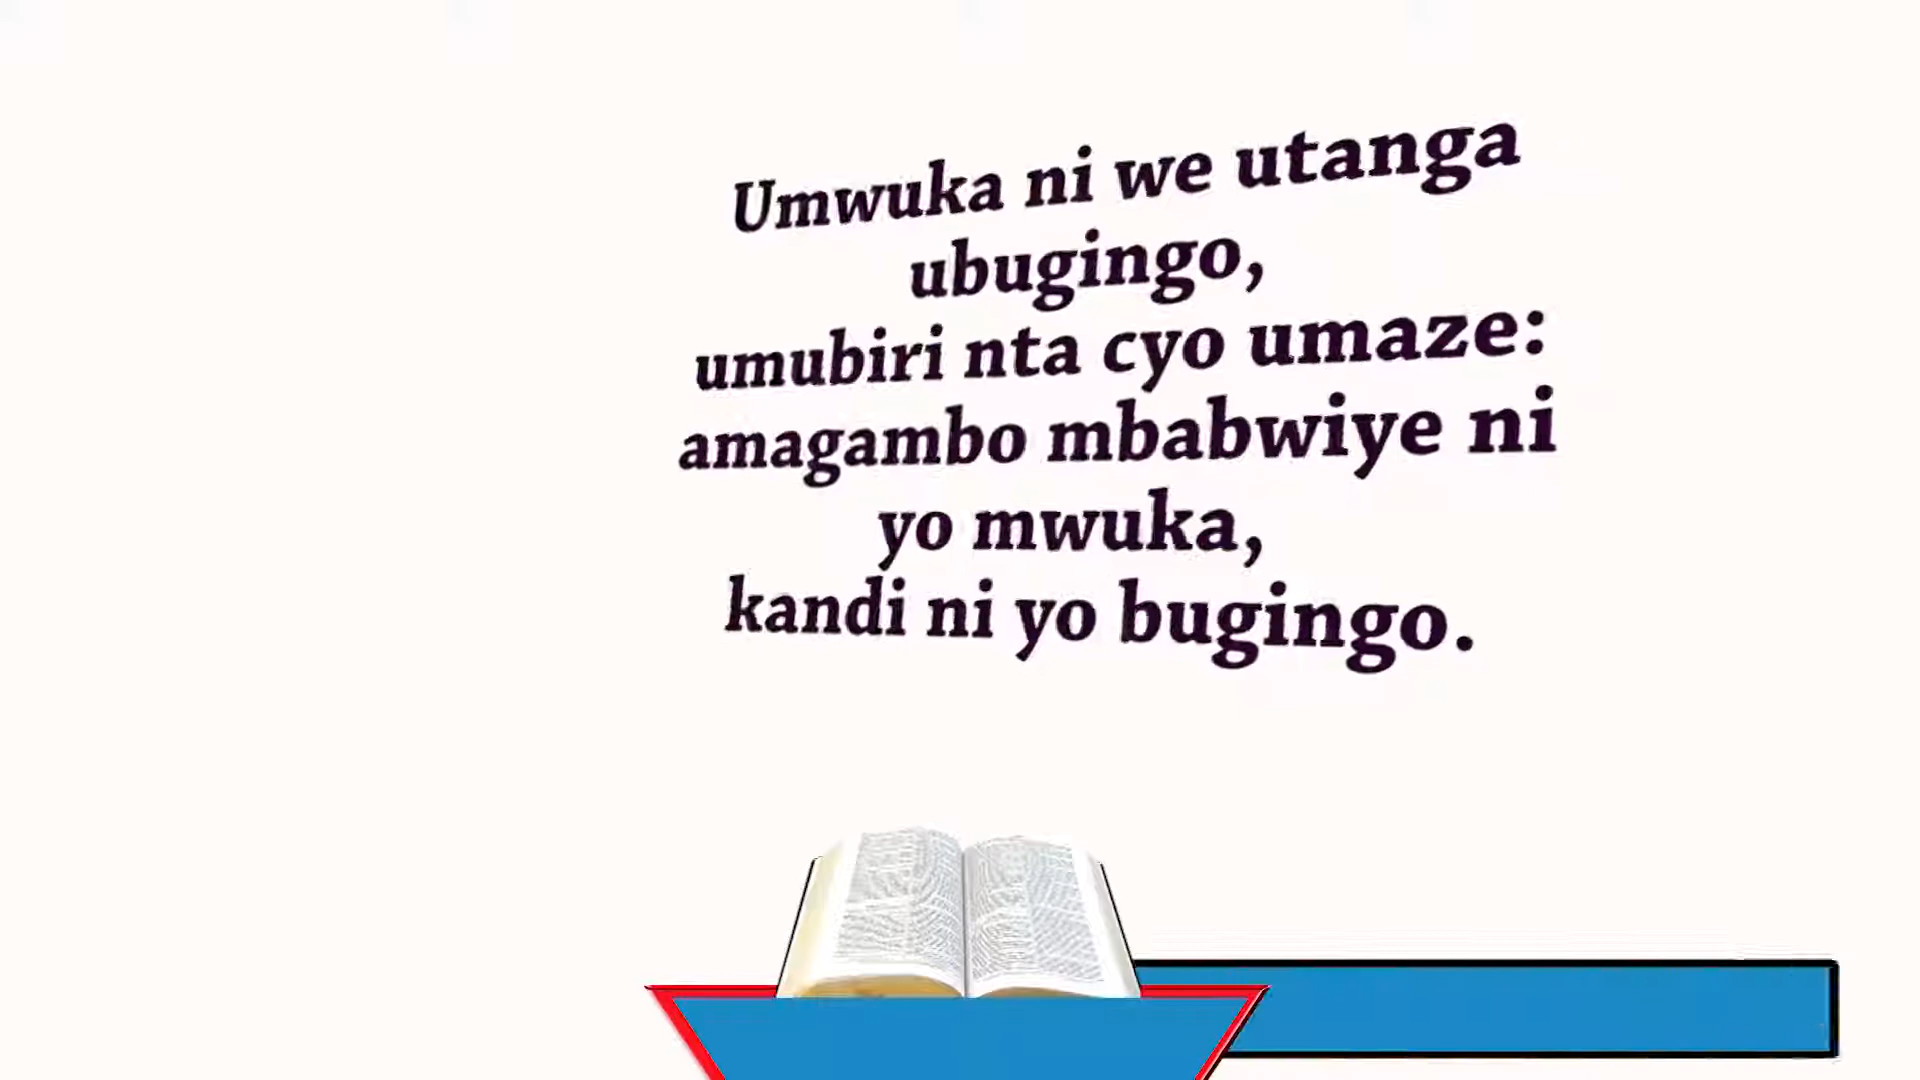 Umwuka ni we utanga
ubugingo,
umubiri nta cyo umaze:
amagambo mbabwiye ni
yo mwuka,
kandi ni yo bugingo.